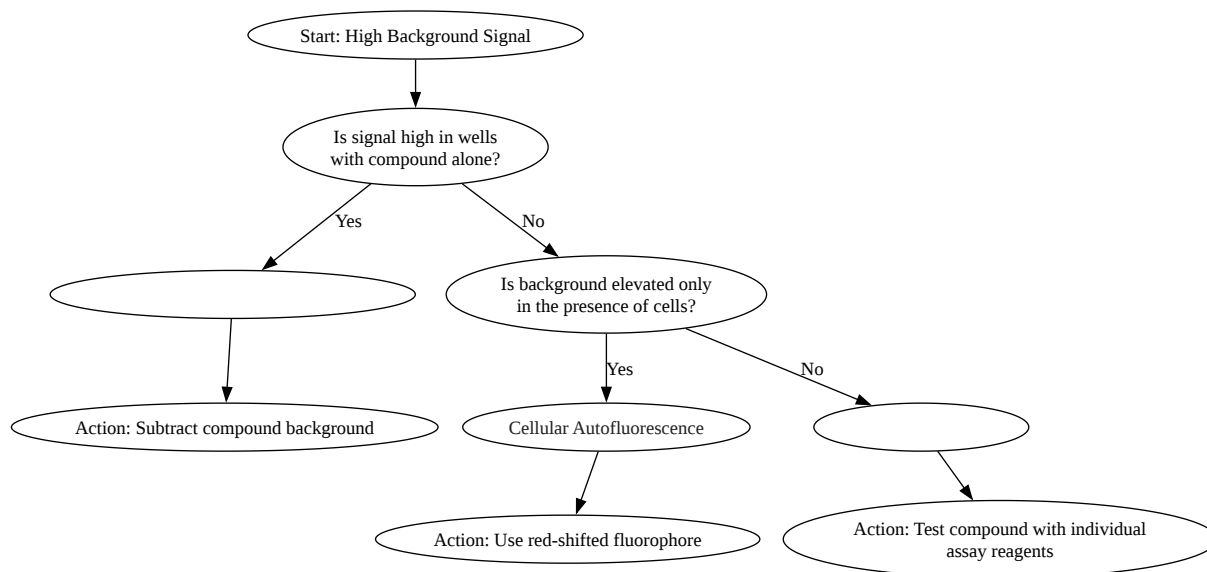 Start: High Background Signal
Is signal high in wells
with compound alone?
Yes
No
Is background elevated only
in the presence of cells?
Yes
No
Action: Subtract compound background
Cellular Autofluorescence
Action: Use red-shifted fluorophore
Action: Test compound with individual
assay reagents